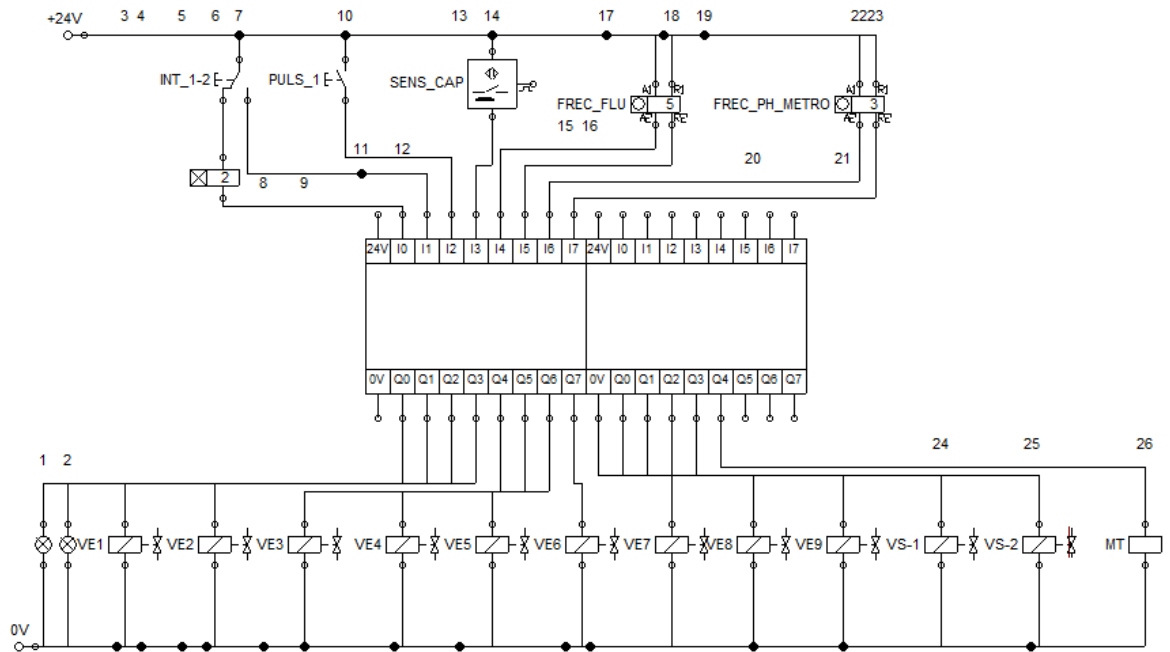 3 4 5 6 7 10 13 14 17 18 19 2223
+24V
INT_1-2 PULS_1 SENS_CAP
A1 R1 A1 R1
FREC_FLU 5 FREC_PH_METRO 3
15 16
11 12 20 21
2 8 9
24V I0 I1 I2 I3 I4 I5 I6 I7 24V I0 I1 I2 I3 I4 I5 I6 I7
0V Q0 Q1 Q2 Q3 Q4 Q5 Q6 Q7 0V Q0 Q1 Q2 Q3 Q4 Q5 Q6 Q7
1 2 24 25 26
VE1 VE2 VE3 VE4 VE5 VE6 VE7 VE8 VE9 VS-1 VS-2 MT
0V